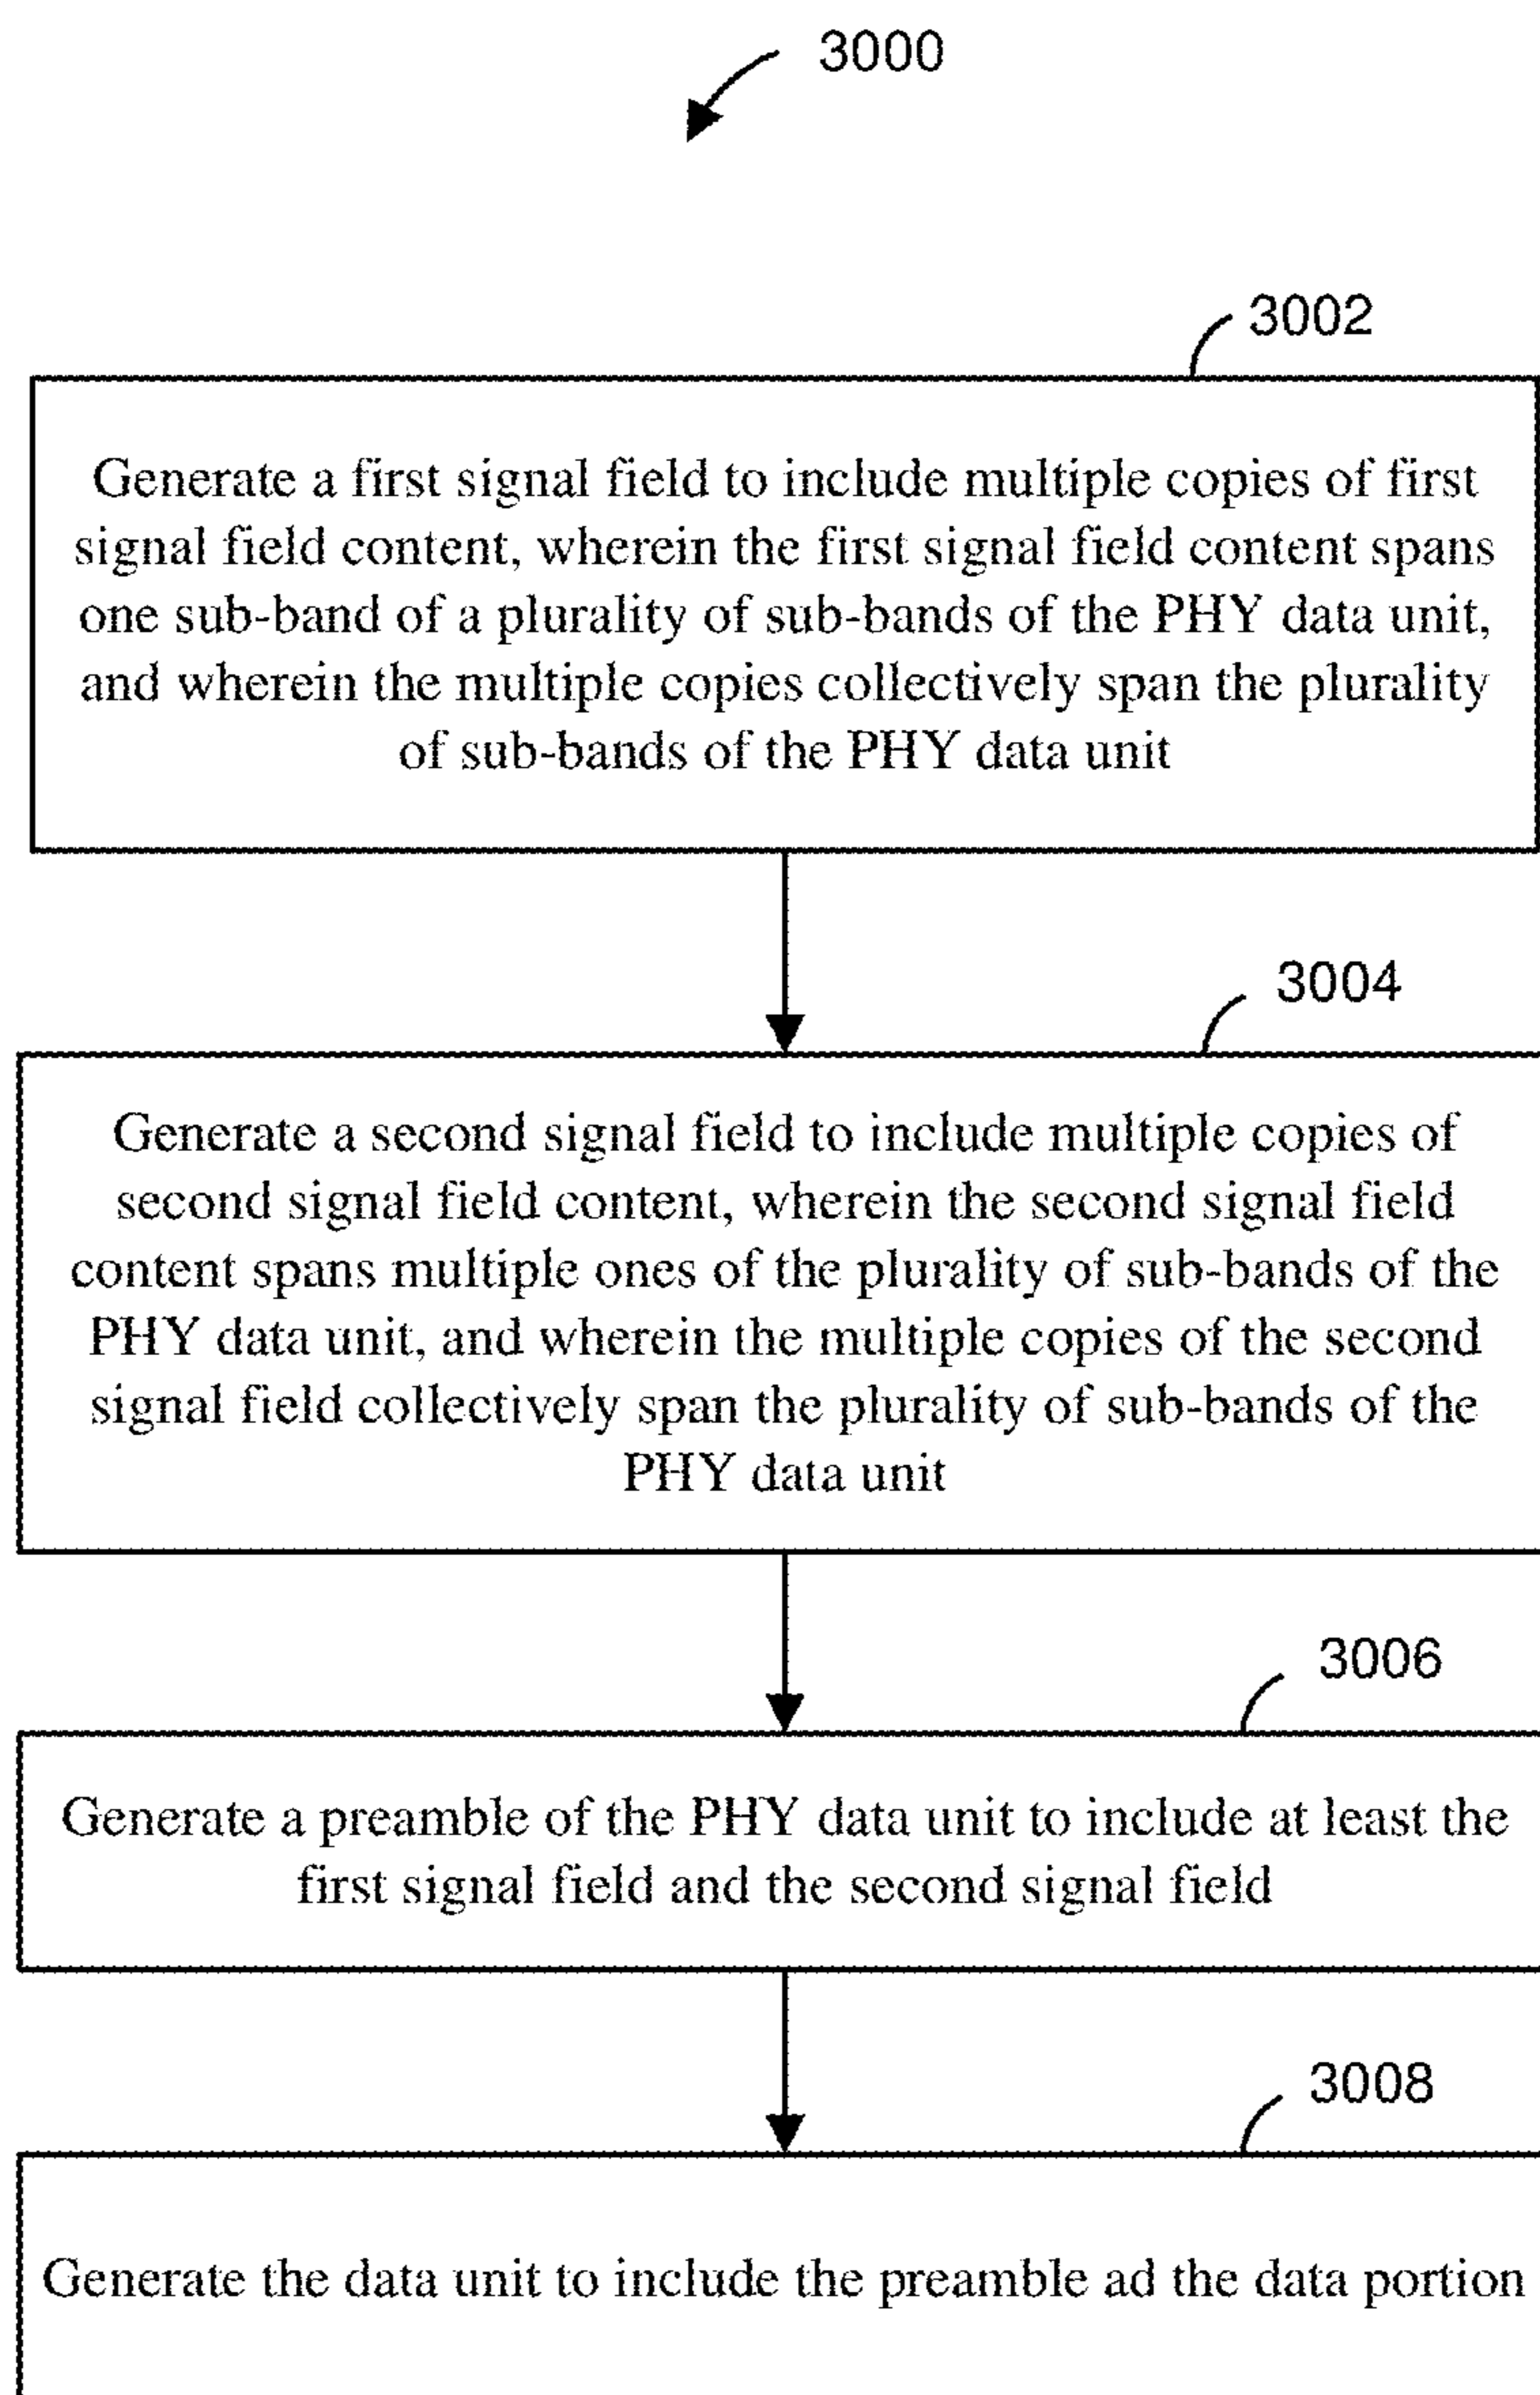 3000
3002
Generate a first signal field to include multiple copies of first
signal field content, wherein the first signal field content spans
one sub-band of a plurality of sub-bands of the PHY data unit,
and wherein the multiple copies collectively span the plurality
of sub-bands of the PHY data unit
3004
Generate a second signal field to include multiple copies of
second signal field content, wherein the second signal field
content spans multiple ones of the plurality of sub-bands of the
PHY data unit, and wherein the multiple copies of the second
signal field collectively span the plurality of sub-bands of the
PHY data unit
3006
Generate a preamble of the PHY data unit to include at least the
first signal field and the second signal field
3008
Generate the data unit to include the preamble ad the data portion